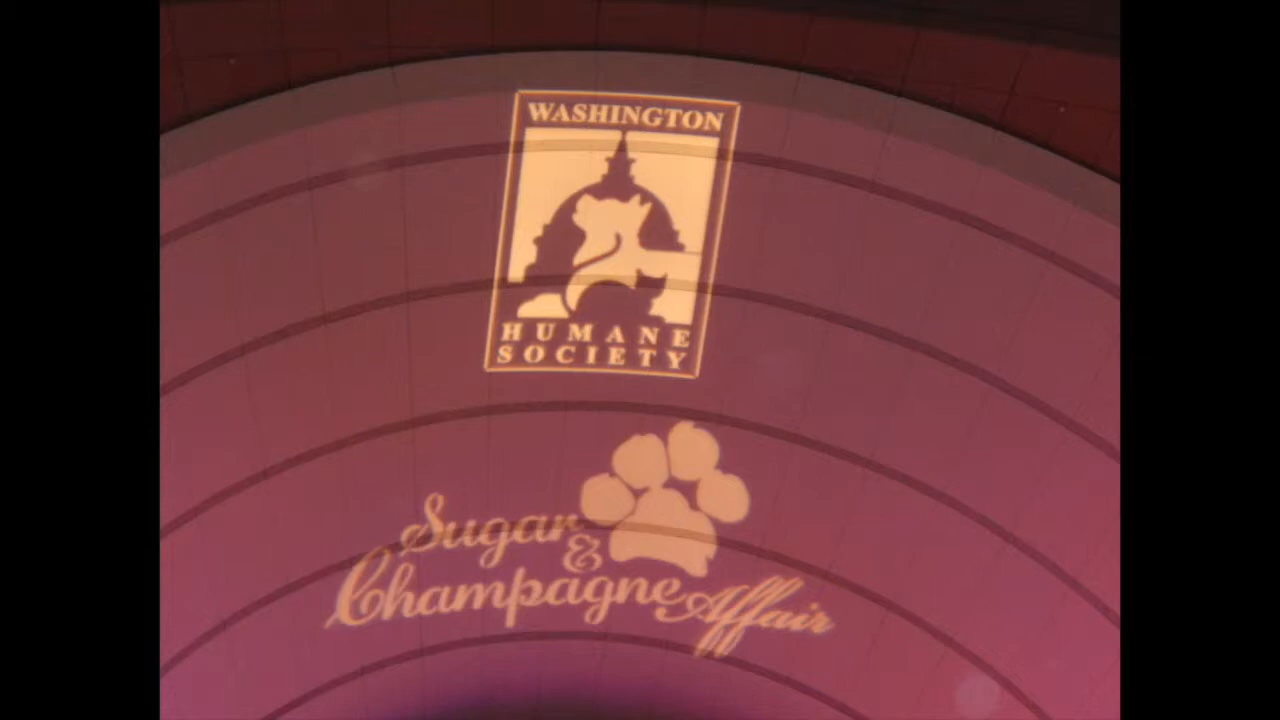 WASHINGTON
HUMANE
SOCIETY
Sugar
&
Champagne Affair